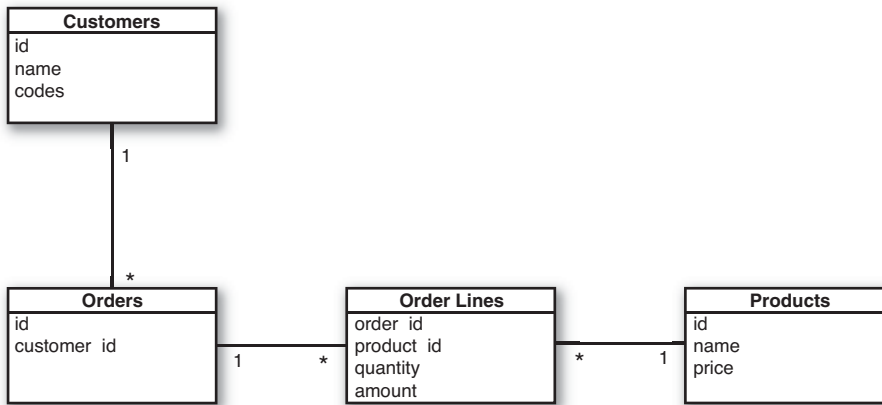 Customers
id
name
codes
1
*
Orders
id
customer id
1
*
Order Lines
order id
product id
quantity
amount
*
1
Products
id
name
price